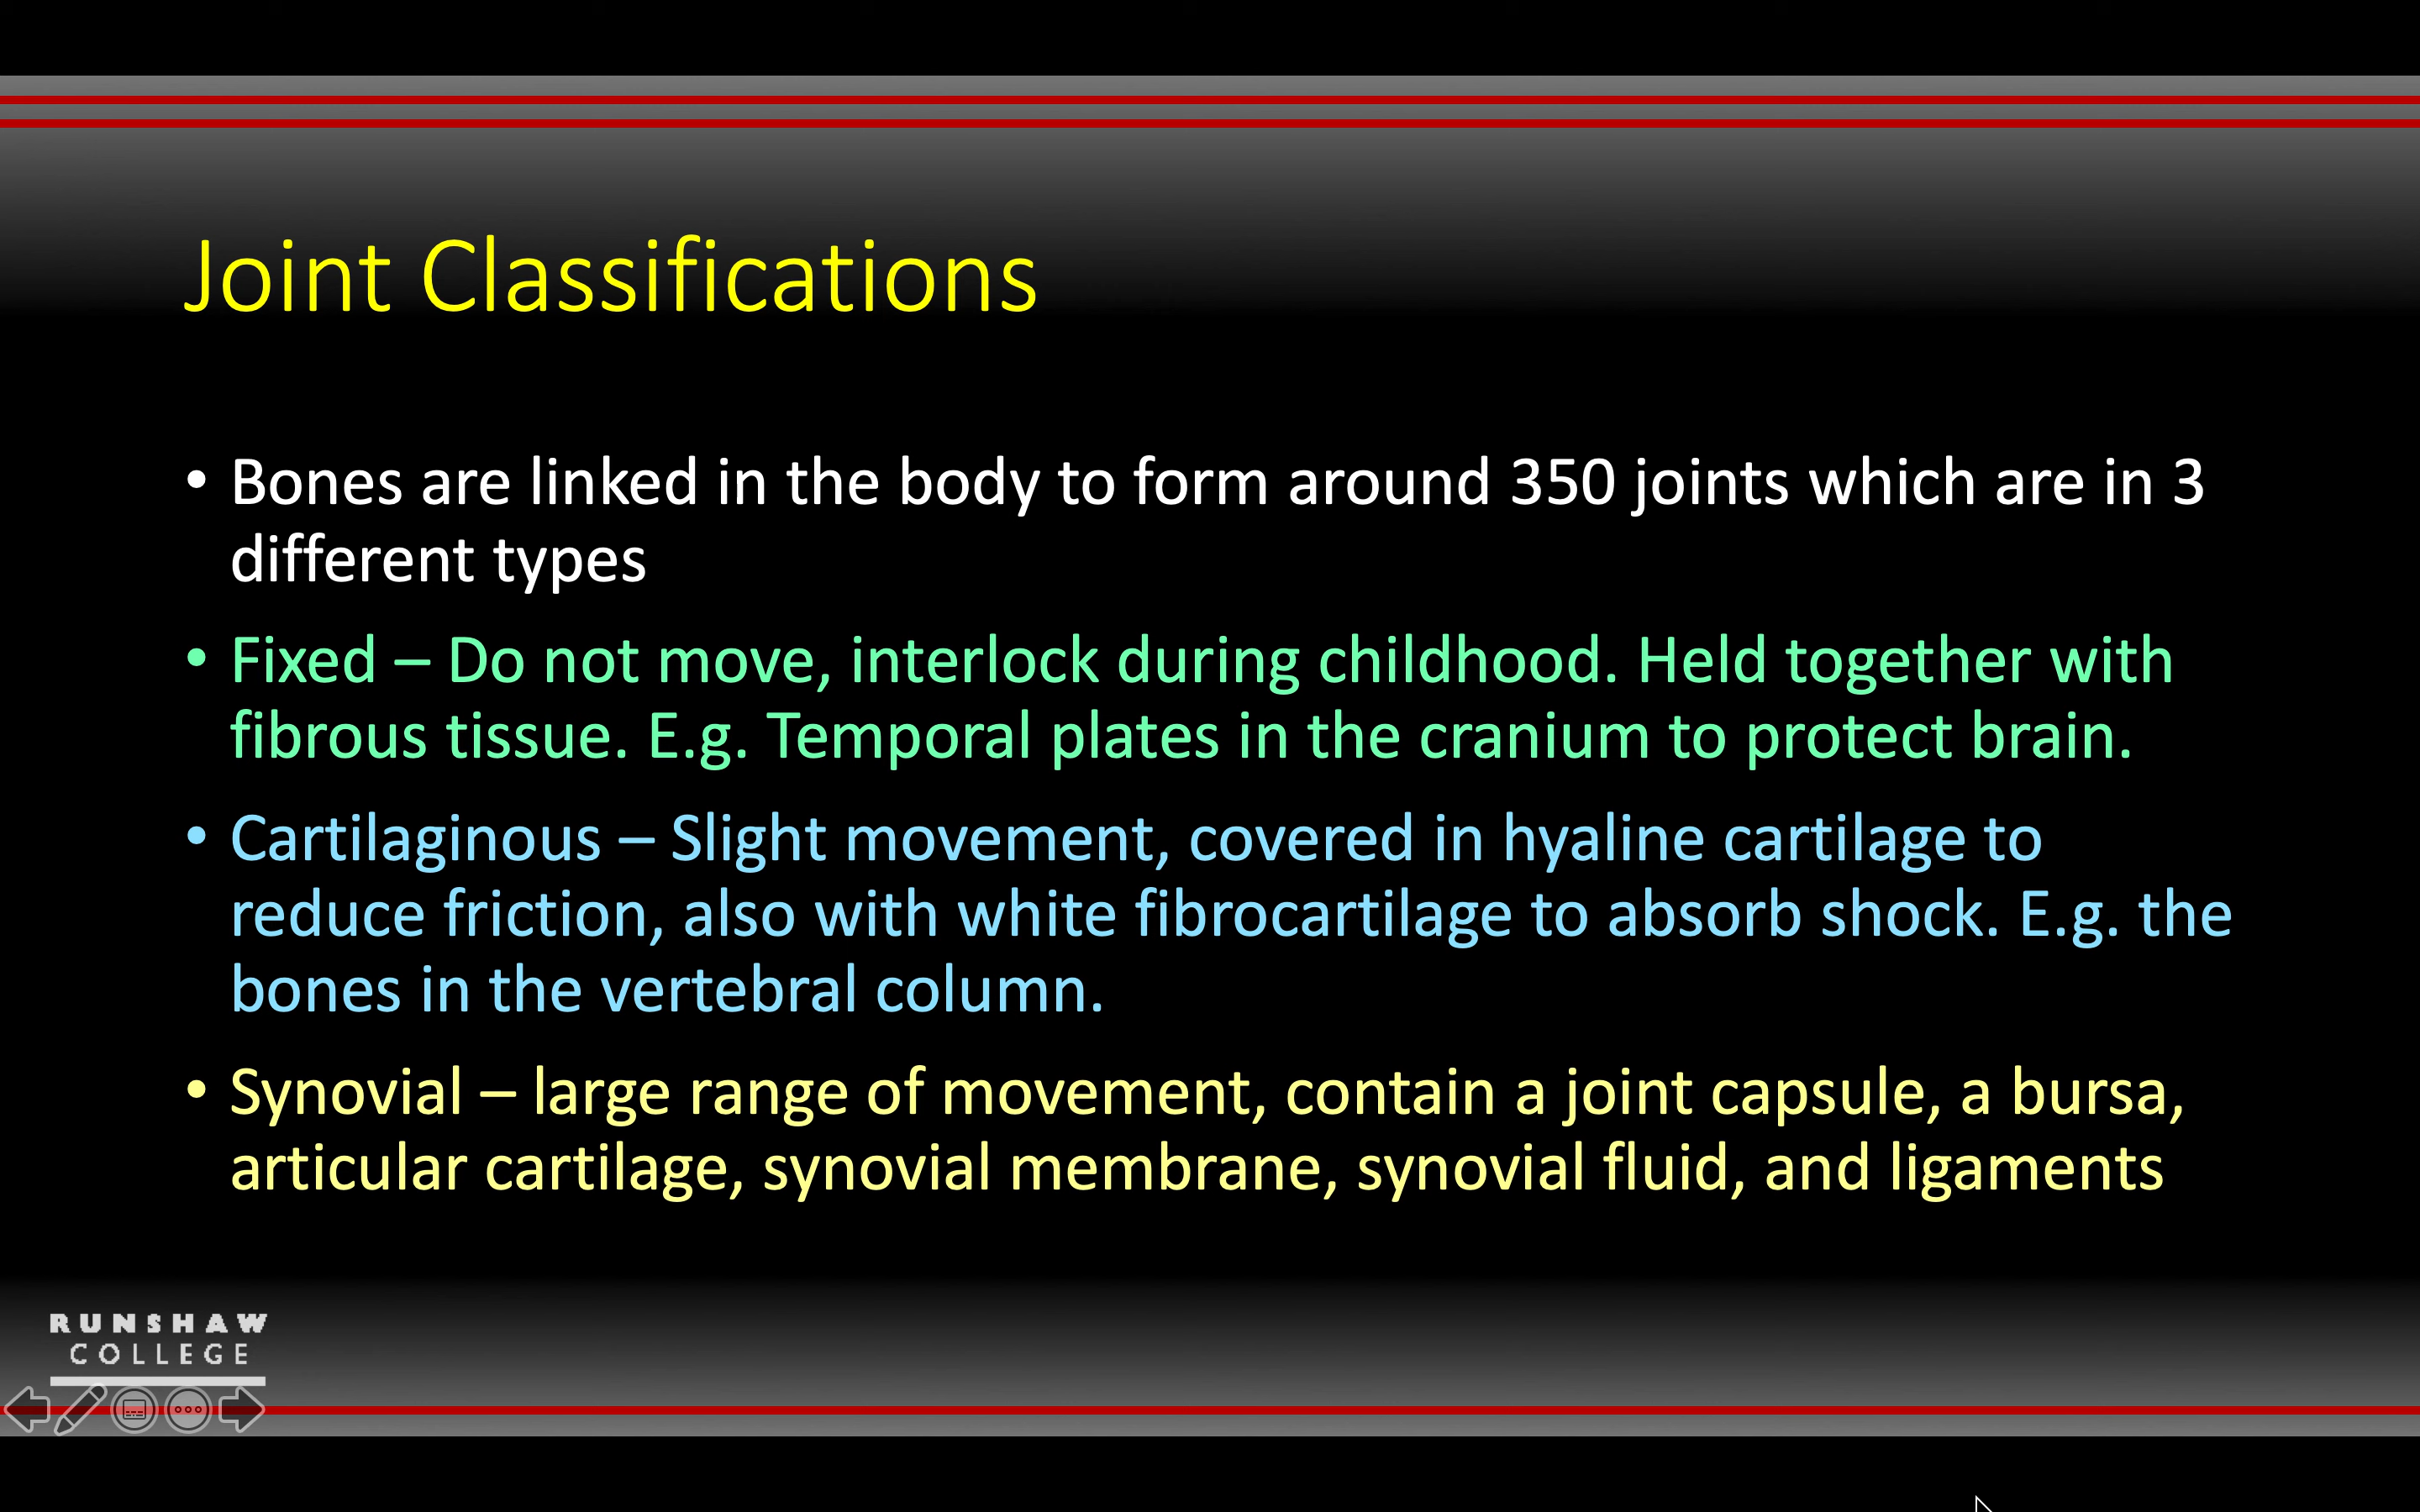 Joint Classifications
• Bones are linked in the body to form around 350 joints which are in 3
different types
• Fixed – Do not move, interlock during childhood. Held together with
fibrous tissue. E.g. Temporal plates in the cranium to protect brain.
• Cartilaginous – Slight movement, covered in hyaline cartilage to
reduce friction, also with white fibrocartilage to absorb shock. E.g. the
bones in the vertebral column.
• Synovial – large range of movement, contain a joint capsule, a bursa,
articular cartilage, synovial membrane, synovial fluid, and ligaments
RUNSHAW
COLLEGE